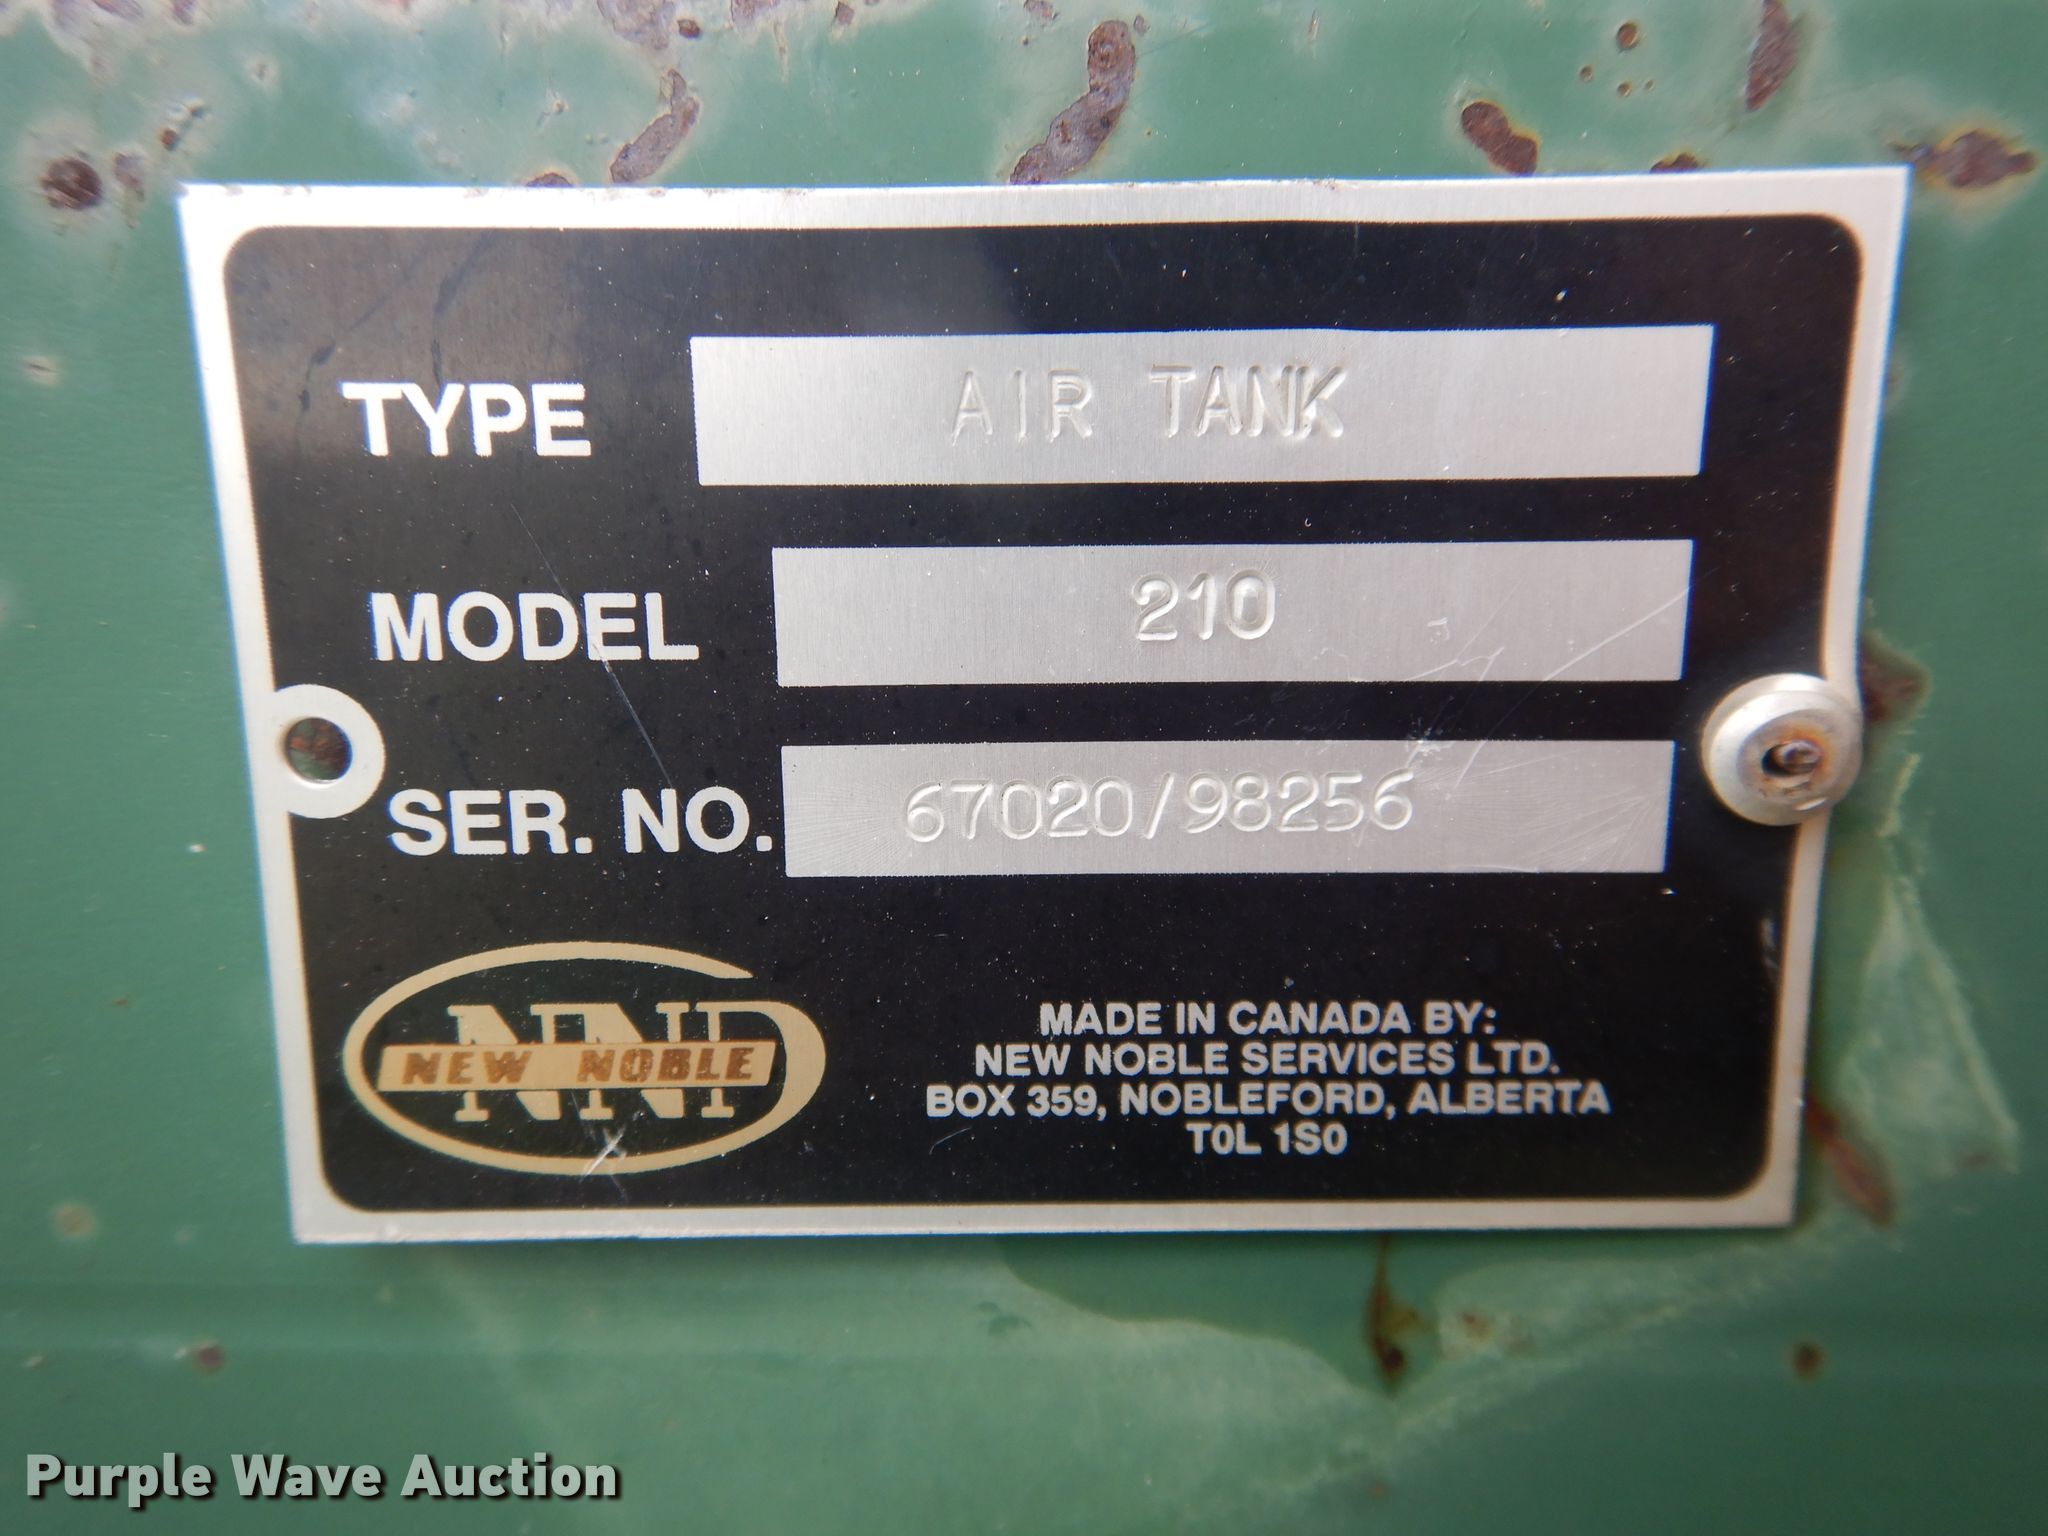 TYPE AIR TANK
MODEL 210
SER. NO. 67020/98256
NNI
NEW NOBLE
MADE IN CANADA BY:
NEW NOBLE SERVICES LTD.
BOX 359, NOBLEFORD, ALBERTA
T0L 1S0
Purple Wave Auction